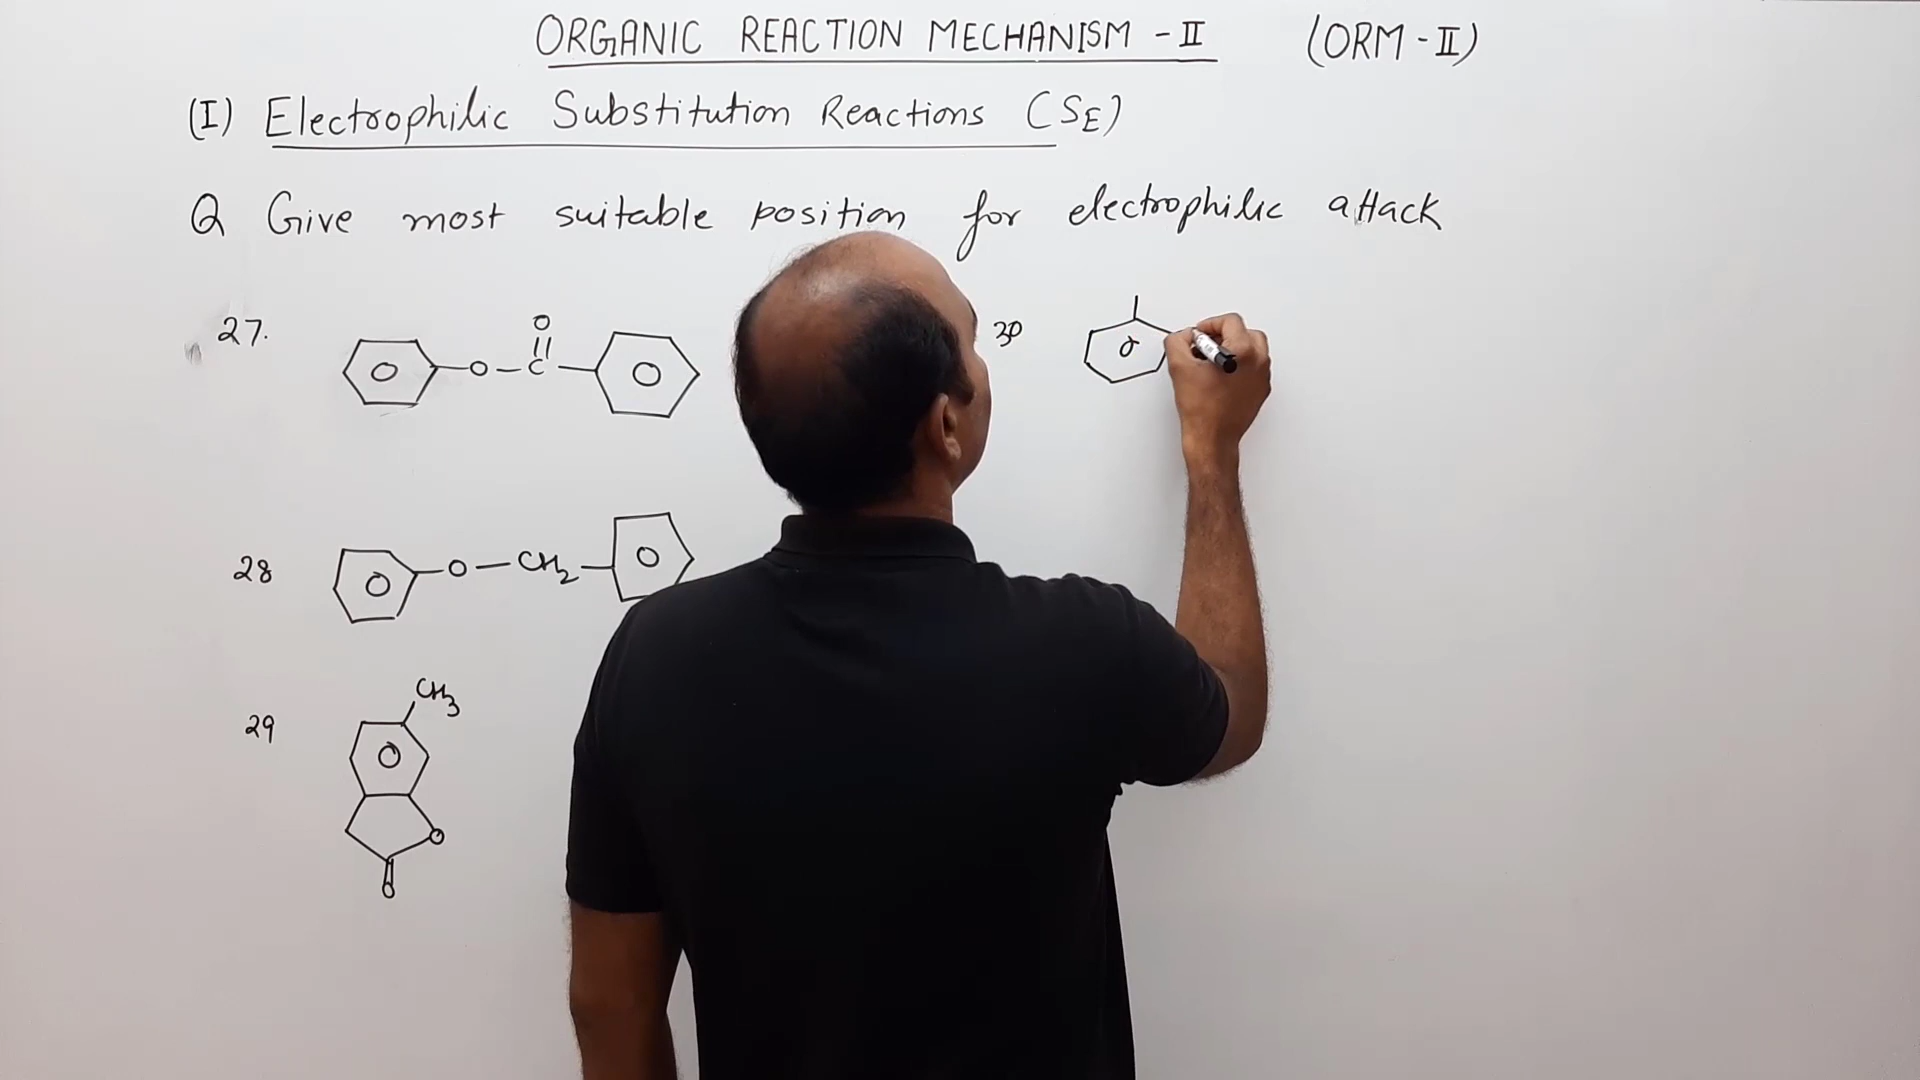 ORGANIC REACTION MECHANISM - II (ORM - II)
(I) Electrophilic Substitution Reactions (SE)
Q Give most suitable position for electrophilic attack
27. O - C - O
30
28 O - CH2
29 CH3
O
O